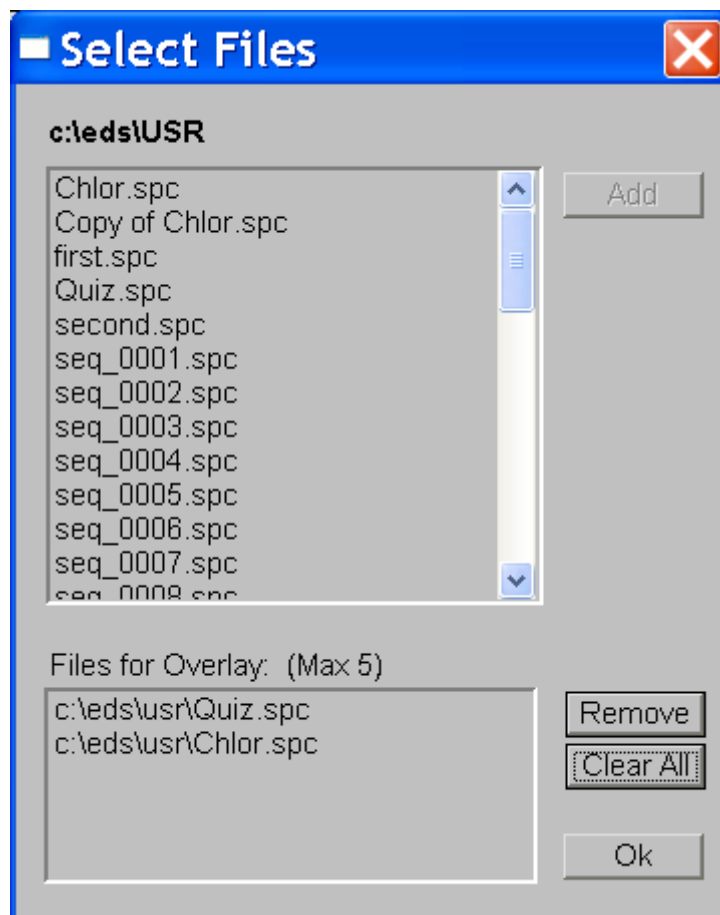 Select Files
c:\eds\USR
Chlor.spc
Add
Copy of Chlor.spc
first.spc
Quiz.spc
second.spc
seq_0001.spc
seq_0002.spc
seq_0003.spc
seq_0004.spc
seq_0005.spc
seq_0006.spc
seq_0007.spc
seq_0008.spc
Files for Overlay: (Max 5)
c:\eds\usr\Quiz.spc
c:\eds\usr\Chlor.spc
Remove
Clear All
Ok